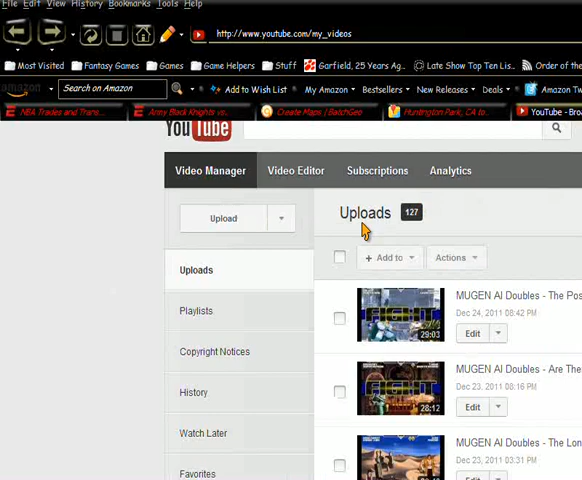 File Edit View History Bookmarks Tools Help
http://www.youtube.com/my_videos
Most Visited Fantasy Games Games Game Helpers Stuff Garfield, 25 Years Ag... Late Show Top Ten Lis... Order of the
amazon Search on Amazon Add to Wish List My Amazon Bestsellers New Releases Deals Amazon Tw
NBA Trades and Trans... Army Black Knights vs. Create Maps | BatchGeo Huntington Park, CA to... YouTube - Bro
YouTube
Video Manager Video Editor Subscriptions Analytics
Upload
Uploads 127
+ Add to Actions
Uploads
MUGEN AI Doubles - The Pos
Dec 24, 2011 08:42 PM
Edit
FIGHT
29:03
Playlists
Copyright Notices
MUGEN AI Doubles - Are The
Dec 23, 2011 08:16 PM
Edit
FIGHT
28:12
History
Watch Later
MUGEN AI Doubles - The Lon
Dec 23, 2011 03:31 PM
Edit
Favorites